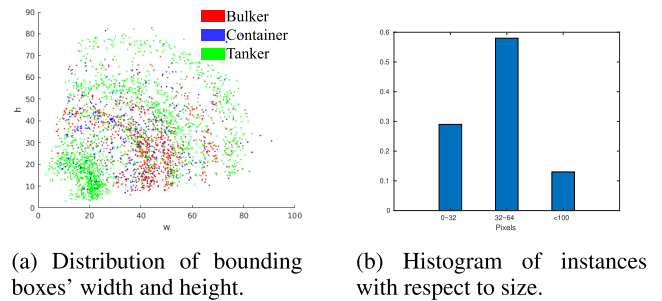 90
80
70
60
50
40
30
20
10
0
h
0 20 40 60 80 100
w
Bulker
Container
Tanker
0.6
0.5
0.4
0.3
0.2
0.1
0
0-32 32-64 <100
Pixels
(a) Distribution of bounding
boxes' width and height.
(b) Histogram of instances
with respect to size.